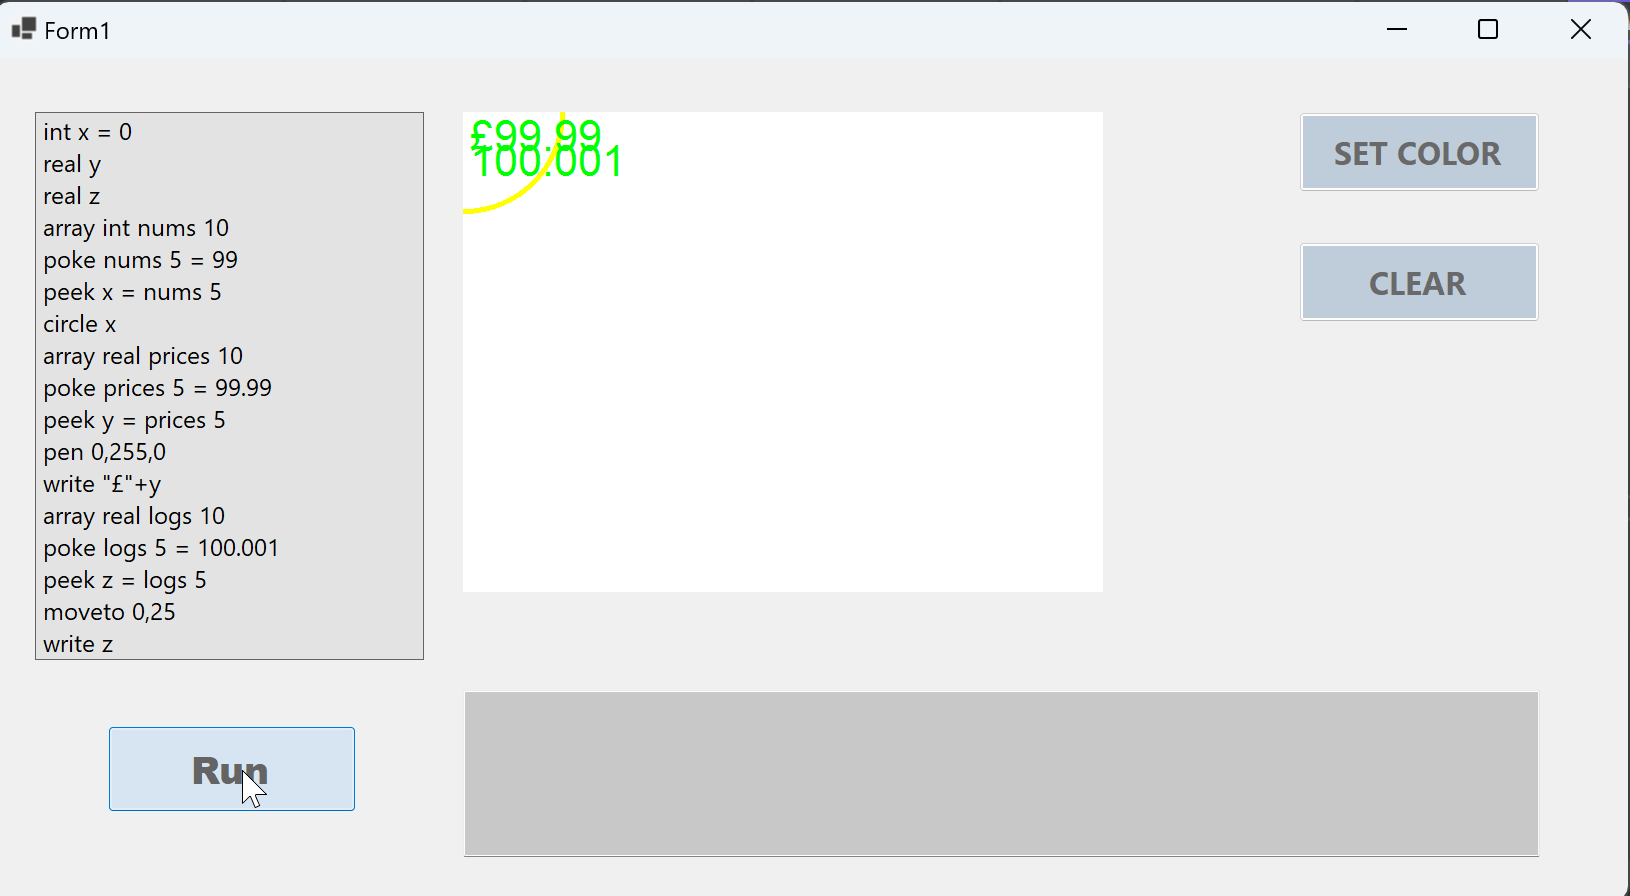 Form1
int x = 0
real y
real z
array int nums 10
poke nums 5 = 99
peek x = nums 5
circle x
array real prices 10
poke prices 5 = 99.99
peek y = prices 5
pen 0,255,0
write "£"+y
array real logs 10
poke logs 5 = 100.001
peek z = logs 5
moveto 0,25
write z
£99.99
100.001
SET COLOR
CLEAR
Run